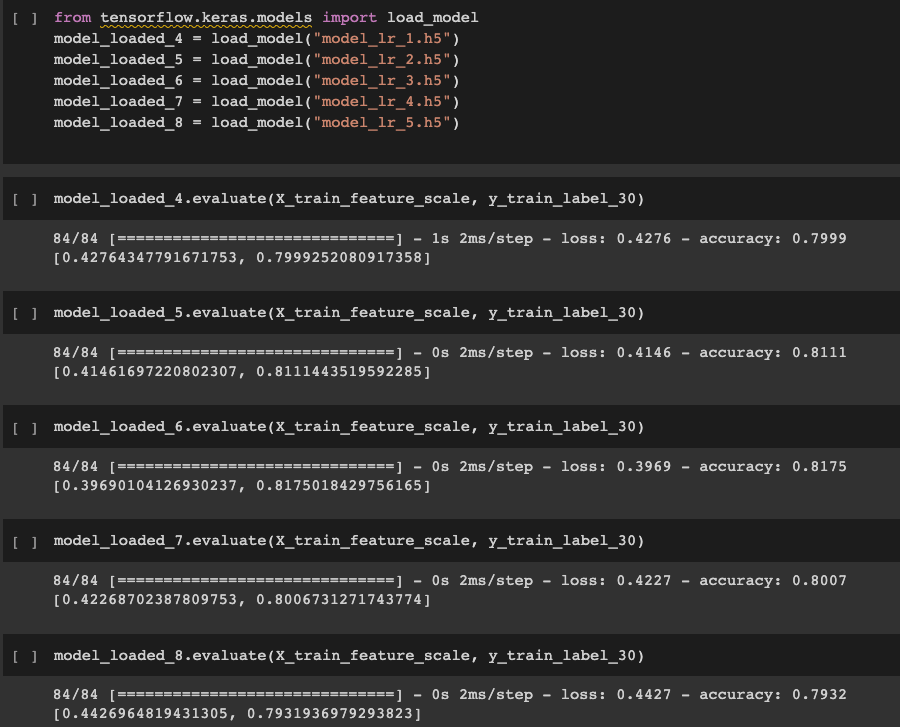 [ ] from tensorflow.keras.models import load_model
model_loaded_4 = load_model("model_lr_1.h5")
model_loaded_5 = load_model("model_lr_2.h5")
model_loaded_6 = load_model("model_lr_3.h5")
model_loaded_7 = load_model("model_lr_4.h5")
model_loaded_8 = load_model("model_lr_5.h5")
[ ] model_loaded_4.evaluate(X_train_feature_scale, y_train_label_30)
84/84 [==============================] - 1s 2ms/step - loss: 0.4276 - accuracy: 0.7999
[0.42764347791671753, 0.7999252080917358]
[ ] model_loaded_5.evaluate(X_train_feature_scale, y_train_label_30)
84/84 [==============================] - 0s 2ms/step - loss: 0.4146 - accuracy: 0.8111
[0.41461697220802307, 0.8111443519592285]
[ ] model_loaded_6.evaluate(X_train_feature_scale, y_train_label_30)
84/84 [==============================] - 0s 2ms/step - loss: 0.3969 - accuracy: 0.8175
[0.39690104126930237, 0.8175018429756165]
[ ] model_loaded_7.evaluate(X_train_feature_scale, y_train_label_30)
84/84 [==============================] - 0s 2ms/step - loss: 0.4227 - accuracy: 0.8007
[0.42268702387809753, 0.8006731271743774]
[ ] model_loaded_8.evaluate(X_train_feature_scale, y_train_label_30)
84/84 [==============================] - 0s 2ms/step - loss: 0.4427 - accuracy: 0.7932
[0.4426964819431305, 0.7931936979293823]